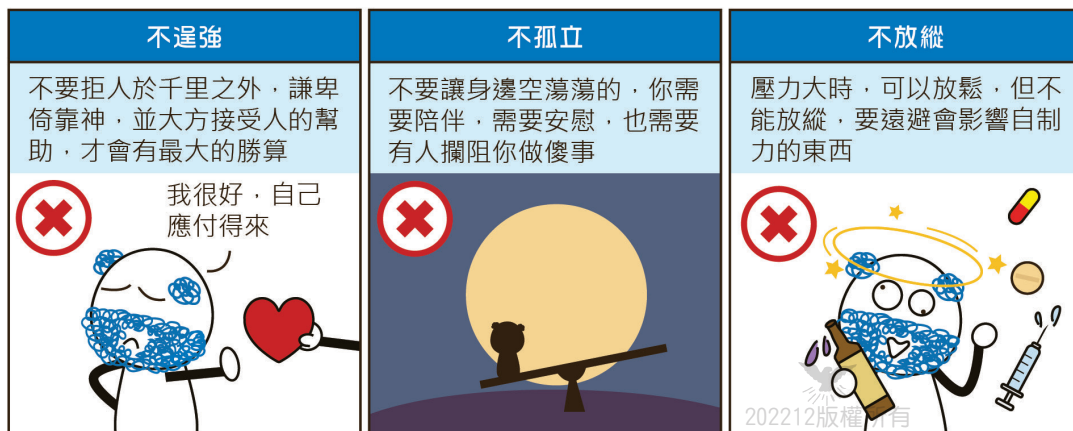 不逞強
不要拒人於千里之外，謙卑
倚靠神，並大方接受人的幫
助，才會有最大的勝算
我很好，自己
應付得來
不孤立
不要讓身邊空蕩蕩的，你需
要陪伴，需要安慰，也需要
有人攔阻你做傻事
不放縱
壓力大時，可以放鬆，但不
能放縱，要遠避會影響自制
力的東西
202212版權所有